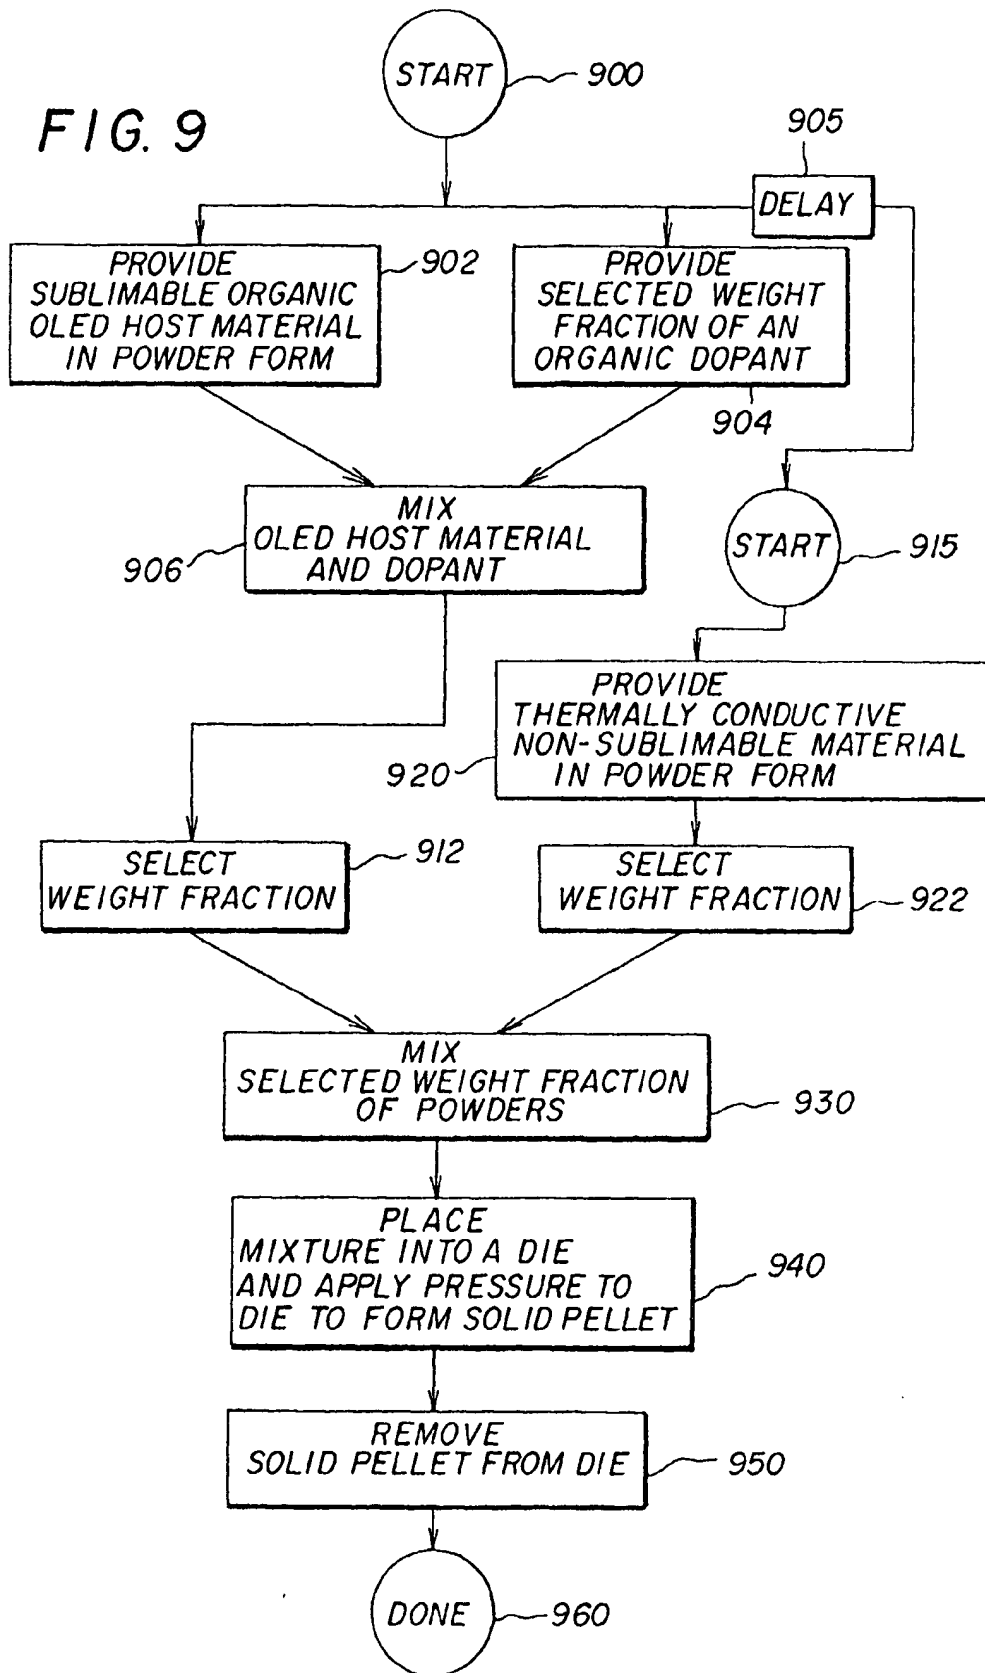 START
900
FIG. 9
905
DELAY
PROVIDE
SUBLIMABLE ORGANIC
OLED HOST MATERIAL
IN POWDER FORM
902
PROVIDE
SELECTED WEIGHT
FRACTION OF AN
ORGANIC DOPANT
904
MIX
OLED HOST MATERIAL
AND DOPANT
906
START
915
PROVIDE
THERMALLY CONDUCTIVE
NON-SUBLIMABLE MATERIAL
IN POWDER FORM
920
SELECT
WEIGHT FRACTION
912
SELECT
WEIGHT FRACTION
922
MIX
SELECTED WEIGHT FRACTION
OF POWDERS
930
PLACE
MIXTURE INTO A DIE
AND APPLY PRESSURE TO
DIE TO FORM SOLID PELLET
940
REMOVE
SOLID PELLET FROM DIE
950
DONE
960